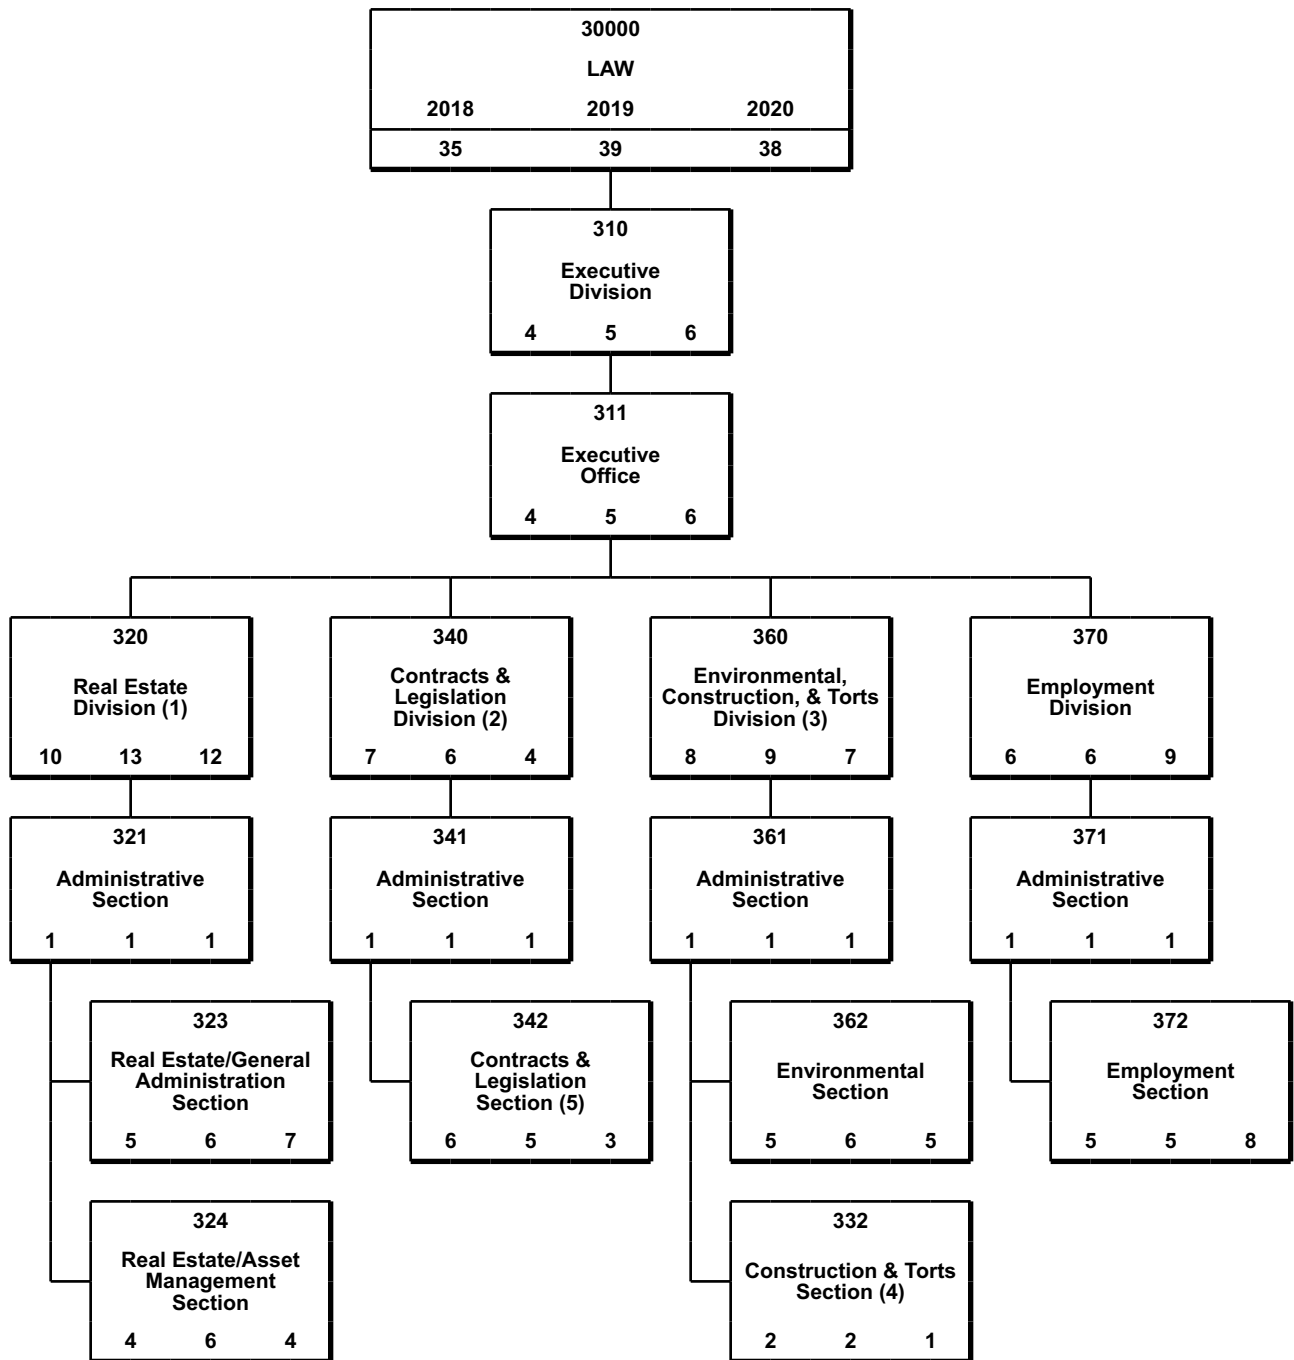 30000
LAW
2018 2019 2020
35 39 38
310
Executive
Division
4 5 6
311
Executive
Office
4 5 6
320
Real Estate
Division (1)
10 13 12
340
Contracts &
Legislation
Division (2)
7 6 4
360
Environmental,
Construction, & Torts
Division (3)
8 9 7
370
Employment
Division
6 6 9
321
Administrative
Section
1 1 1
341
Administrative
Section
1 1 1
361
Administrative
Section
1 1 1
371
Administrative
Section
1 1 1
323
Real Estate/General
Administration
Section
5 6 7
342
Contracts &
Legislation
Section (5)
6 5 3
362
Environmental
Section
5 6 5
372
Employment
Section
5 5 8
324
Real Estate/Asset
Management
Section
4 6 4
332
Construction & Torts
Section (4)
2 2 1